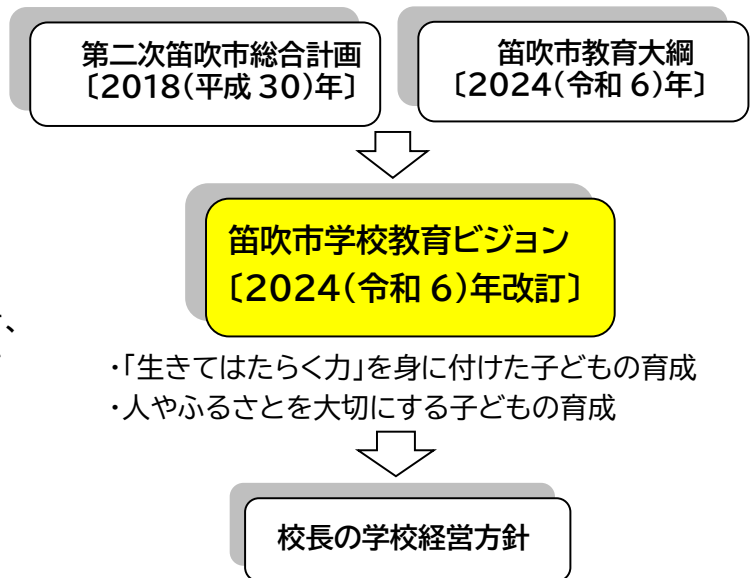 第二次笛吹市総合計画
〔2018(平成 30)年〕
笛吹市教育大綱
〔2024(令和 6)年〕
笛吹市学校教育ビジョン
〔2024(令和 6)年改訂〕
・「生きてはたらく力」を身に付けた子どもの育成
・人やふるさとを大切にする子どもの育成
校長の学校経営方針